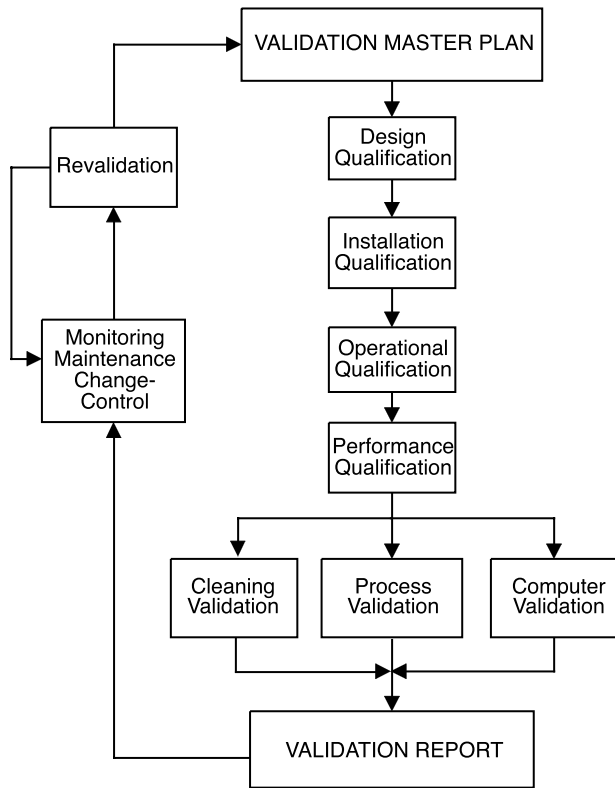 VALIDATION MASTER PLAN
Design
Qualification
Revalidation
Installation
Qualification
Monitoring
Maintenance
Change-
Control
Operational
Qualification
Performance
Qualification
Cleaning
Validation
Process
Validation
Computer
Validation
VALIDATION REPORT